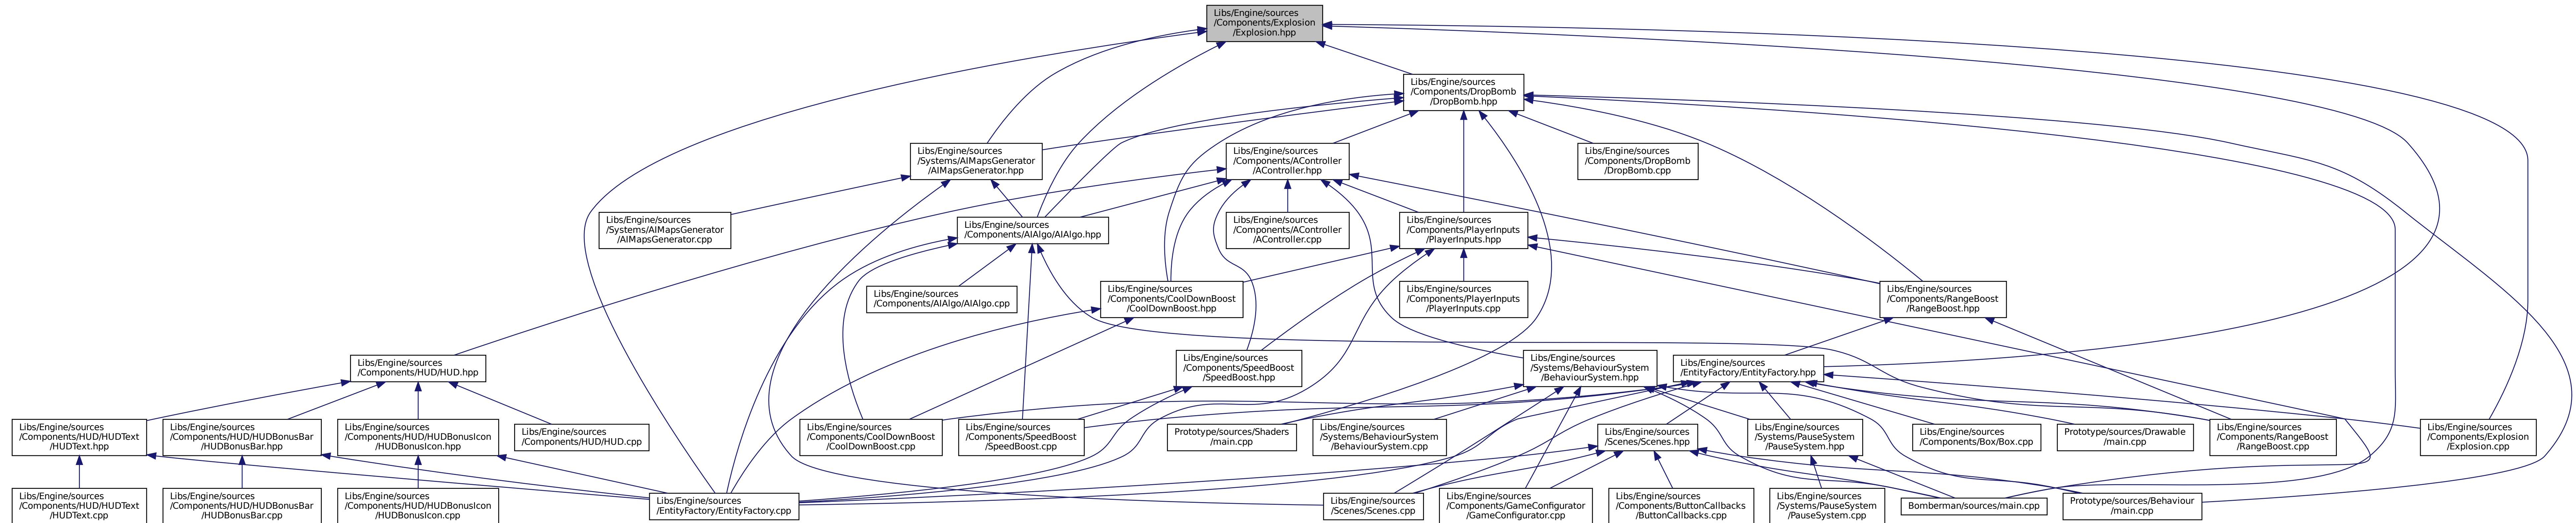 Libs/Engine/sources
/Components/Explosion
/Explosion.hpp
Libs/Engine/sources
/Components/DropBomb
/DropBomb.hpp
Libs/Engine/sources
/Systems/AIMapsGenerator
/AIMapsGenerator.hpp
Libs/Engine/sources
/Components/AController
/AController.hpp
Libs/Engine/sources
/Components/DropBomb
/DropBomb.cpp
Libs/Engine/sources
/Systems/AIMapsGenerator
/AIMapsGenerator.cpp
Libs/Engine/sources
/Components/AIAlgo/AIAlgo.hpp
Libs/Engine/sources
/Components/AController
/AController.cpp
Libs/Engine/sources
/Components/PlayerInputs
/PlayerInputs.hpp
Libs/Engine/sources
/Components/AIAlgo/AIAlgo.cpp
Libs/Engine/sources
/Components/CoolDownBoost
/CoolDownBoost.hpp
Libs/Engine/sources
/Components/PlayerInputs
/PlayerInputs.cpp
Libs/Engine/sources
/Components/RangeBoost
/RangeBoost.hpp
Libs/Engine/sources
/Components/HUD/HUD.hpp
Libs/Engine/sources
/Components/SpeedBoost
/SpeedBoost.hpp
Libs/Engine/sources
/Systems/BehaviourSystem
/BehaviourSystem.hpp
Libs/Engine/sources
/EntityFactory/EntityFactory.hpp
Libs/Engine/sources
/Components/HUD/HUDText
/HUDText.hpp
Libs/Engine/sources
/Components/HUD/HUDBonusBar
/HUDBonusBar.hpp
Libs/Engine/sources
/Components/HUD/HUDBonusIcon
/HUDBonusIcon.hpp
Libs/Engine/sources
/Components/HUD/HUD.cpp
Libs/Engine/sources
/Components/CoolDownBoost
/CoolDownBoost.cpp
Libs/Engine/sources
/Components/SpeedBoost
/SpeedBoost.cpp
Prototype/sources/Shaders
/main.cpp
Libs/Engine/sources
/Systems/BehaviourSystem
/BehaviourSystem.cpp
Libs/Engine/sources
/Scenes/Scenes.hpp
Libs/Engine/sources
/Systems/PauseSystem
/PauseSystem.hpp
Libs/Engine/sources
/Components/Box/Box.cpp
Prototype/sources/Drawable
/main.cpp
Libs/Engine/sources
/Components/RangeBoost
/RangeBoost.cpp
Libs/Engine/sources
/Components/Explosion
/Explosion.cpp
Libs/Engine/sources
/Components/HUD/HUDText
/HUDText.cpp
Libs/Engine/sources
/Components/HUD/HUDBonusBar
/HUDBonusBar.cpp
Libs/Engine/sources
/Components/HUD/HUDBonusIcon
/HUDBonusIcon.cpp
Libs/Engine/sources
/EntityFactory/EntityFactory.cpp
Libs/Engine/sources
/Scenes/Scenes.cpp
Libs/Engine/sources
/Components/GameConfigurator
/GameConfigurator.cpp
Libs/Engine/sources
/Components/ButtonCallbacks
/ButtonCallbacks.cpp
Libs/Engine/sources
/Systems/PauseSystem
/PauseSystem.cpp
Bomberman/sources/main.cpp
Prototype/sources/Behaviour
/main.cpp